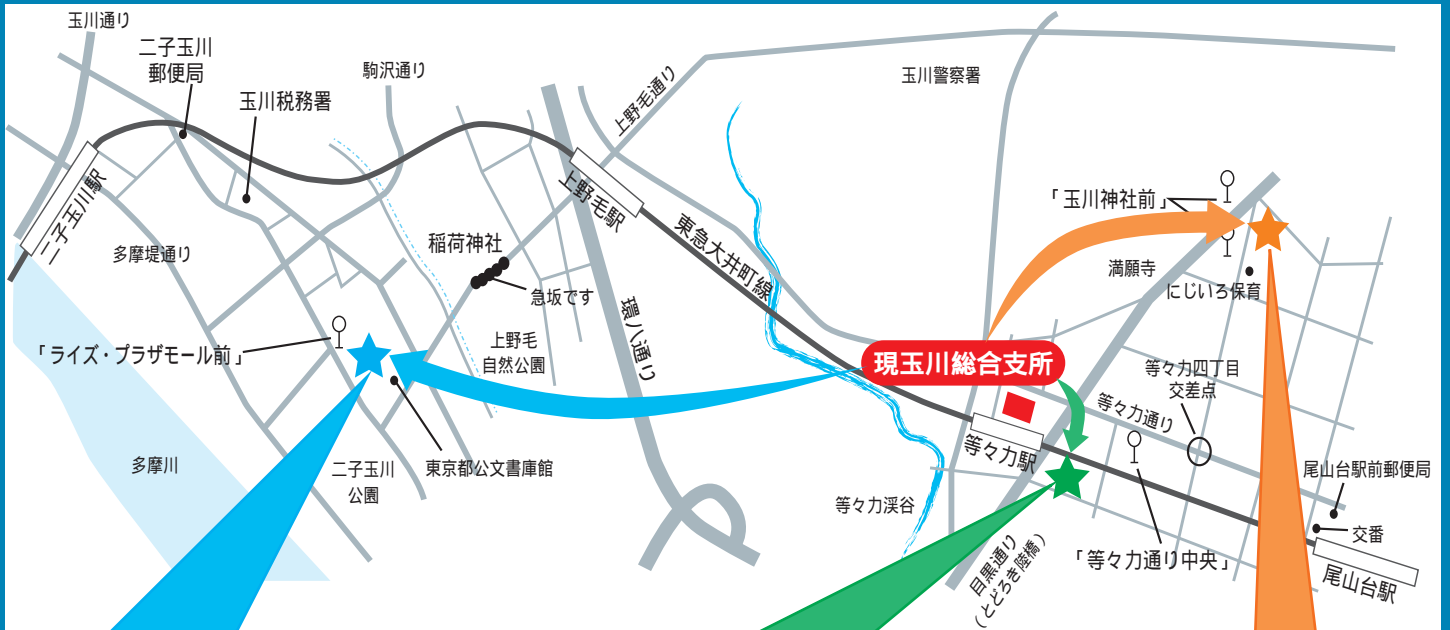 玉川通り
二子玉川
郵便局
玉川税務署
駒沢通り
上野毛通り
玉川警察署
二子玉川駅
多摩堤通り
稲荷神社
急坂です
上野毛駅
東急大井町線
「玉川神社前」
満願寺
にじいろ保育
「ライズ・プラザモール前」
上野毛
自然公園
環八通り
現玉川総合支所
等々力四丁目
交差点
等々力通り
等々力駅
多摩川
二子玉川
公園
東京都公文書庫館
等々力渓谷
尾山台駅前郵便局
交番
「等々力通り中央」
目黒通り
(とどろき陸橋)
尾山台駅